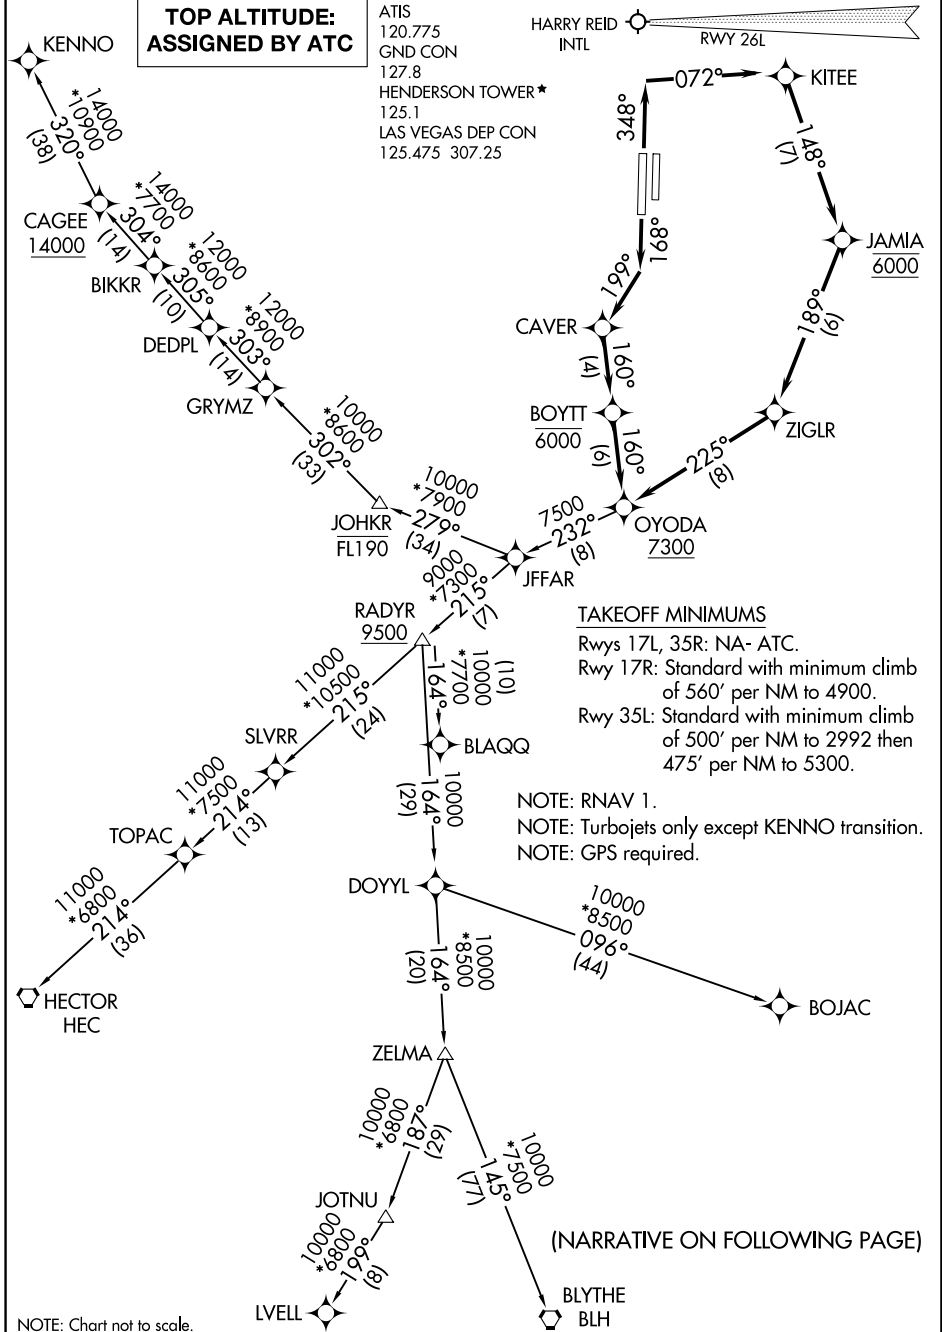 TOP ALTITUDE:
ASSIGNED BY ATC
ATIS
120.775
GND CON
127.8
HENDERSON TOWER★
125.1
LAS VEGAS DEP CON
125.475 307.25
HARRY REID
INTL
RWY 26L
KENNO
14000
*10900
320°
(38)
CAGEE
14000
14000
*7700
304°
(14)
BIKKR
12000
*8600
305°
(10)
DEDPL
12000
*8900
303°
(14)
GRYMZ
10000
*8600
302°
(33)
JOHKR
FL190
10000
*7900
279°
(34)
348°
072°
KITEE
148°
(7)
JAMIA
6000
189°
(6)
ZIGLR
225°
(8)
168°
199°
CAVER
160°
(4)
BOYTT
6000
160°
(6)
OYODA
7300
7500
232°
(8)
JFFAR
9000
*7300
215°
(7)
RADYR
9500
11000
*10500
215°
(24)
SLVRR
11000
*7500
214°
(13)
TOPAC
11000
*6800
214°
(36)
HECTOR
HEC
(10)
10000
*7700
164°
BLAQQ
10000
164°
(29)
DOYYL
10000
*8500
096°
(44)
BOJAC
10000
*8500
164°
(20)
ZELMA
10000
*6800
187°
(29)
JOTNU
10000
*6800
199°
(8)
LVELL
10000
*7500
145°
(77)
BLYTHE
BLH
TAKEOFF MINIMUMS
Rwys 17L, 35R: NA- ATC.
Rwy 17R: Standard with minimum climb
of 560' per NM to 4900.
Rwy 35L: Standard with minimum climb
of 500' per NM to 2992 then
475' per NM to 5300.
NOTE: RNAV 1.
NOTE: Turbojets only except KENNO transition.
NOTE: GPS required.
(NARRATIVE ON FOLLOWING PAGE)
NOTE: Chart not to scale.